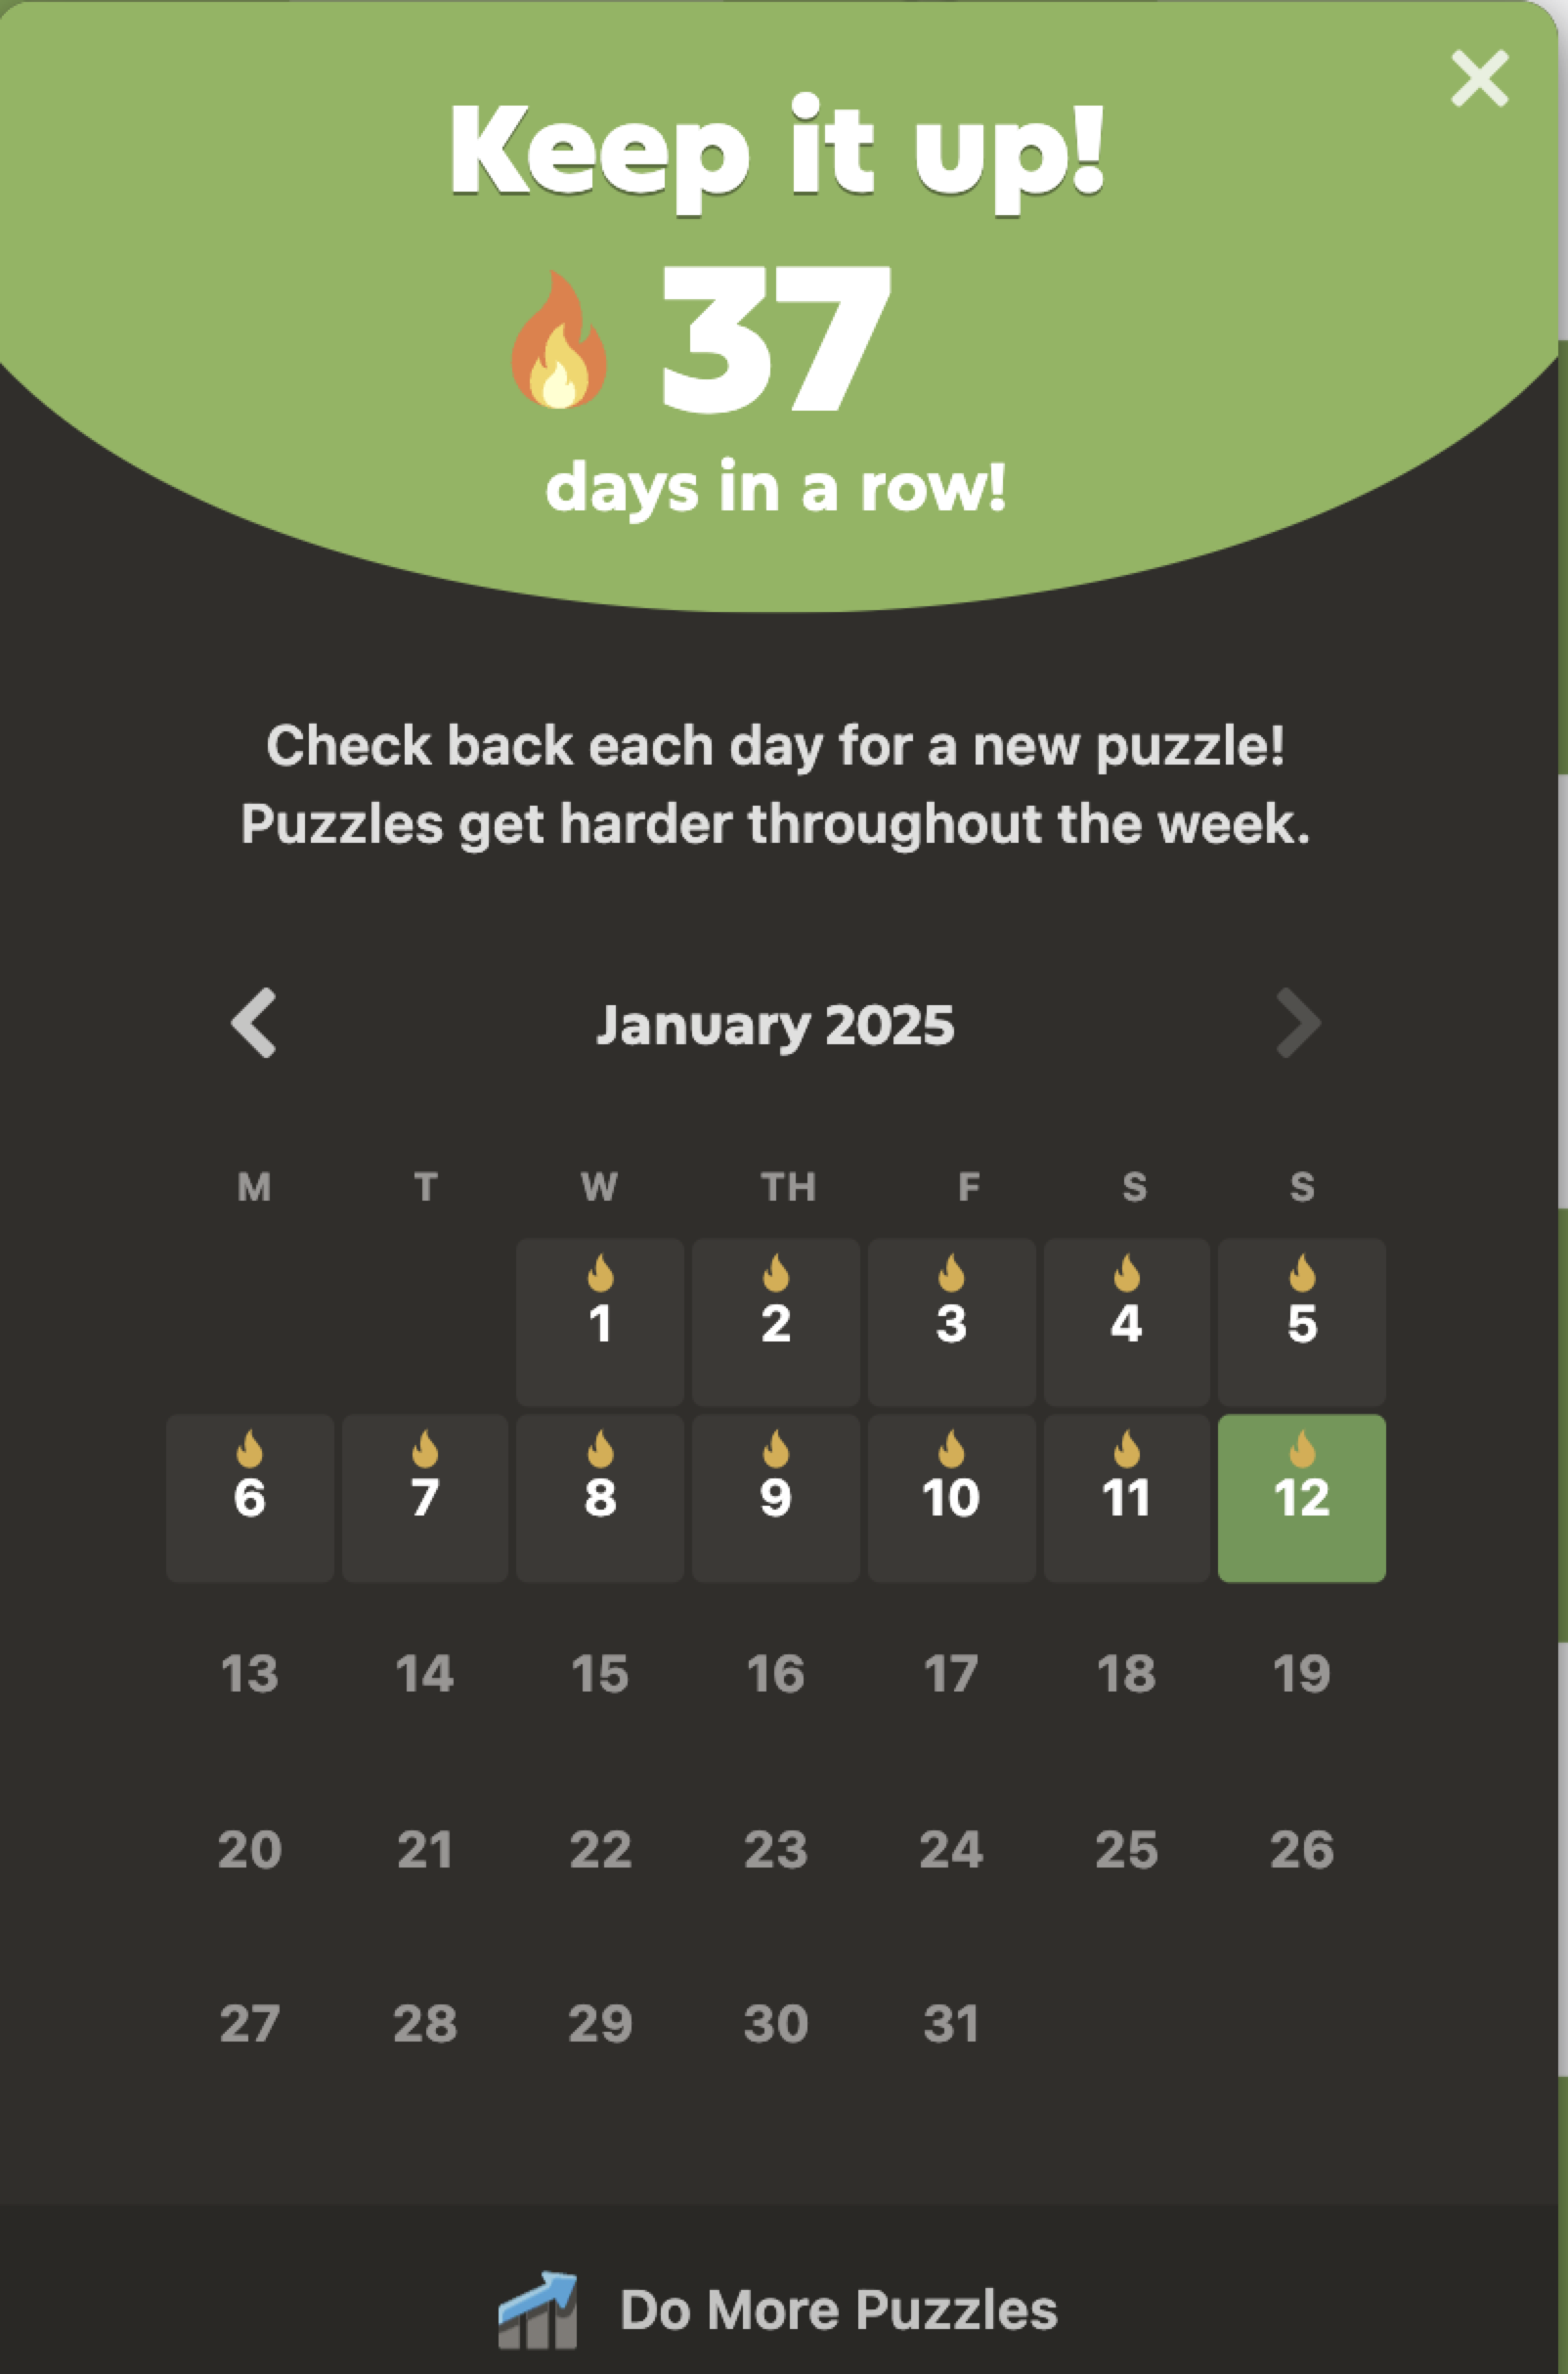 Keep it up!
37
days in a row!
Check back each day for a new puzzle!
Puzzles get harder throughout the week.
January 2025
M T W TH F S S
1 2 3 4 5
6 7 8 9 10 11 12
13 14 15 16 17 18 19
20 21 22 23 24 25 26
27 28 29 30 31
Do More Puzzles